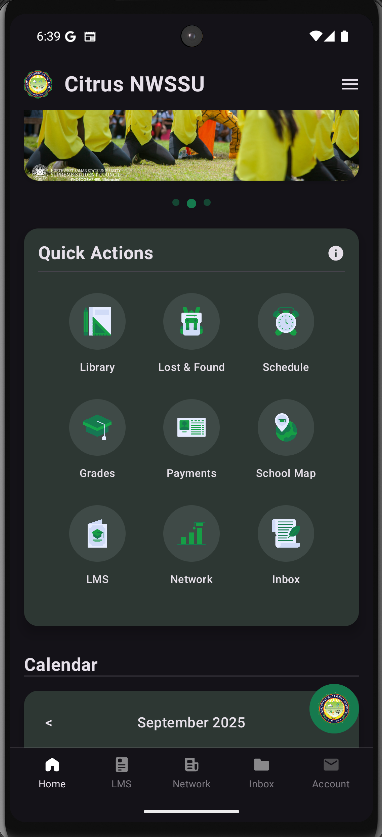 6:39
Citrus NWSSU
Quick Actions
Library
Lost & Found
Schedule
Grades
Payments
School Map
LMS
Network
Inbox
Calendar
<
September 2025
Home
LMS
Network
Inbox
Account